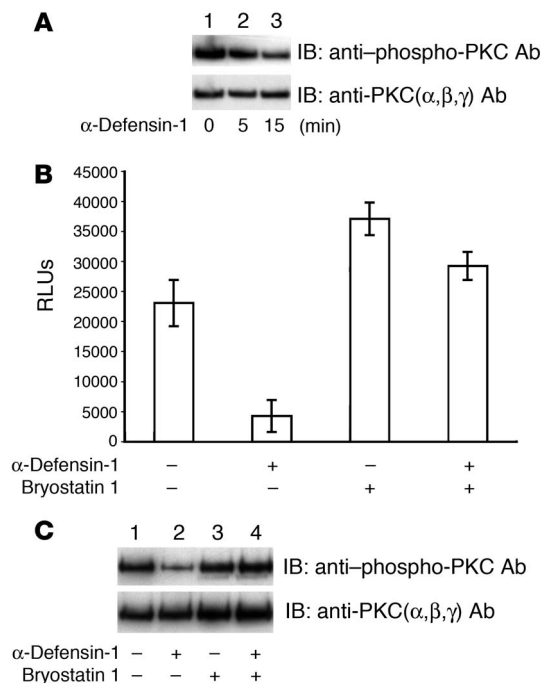 A
1 2 3
IB: anti–phospho-PKC Ab
IB: anti-PKC(α,β,γ) Ab
α-Defensin-1 0 5 15 (min)
B
45000
40000
35000
30000
25000
20000
15000
10000
5000
0
RLUs
α-Defensin-1 – + – +
Bryostatin 1 – – + +
C
1 2 3 4
IB: anti–phospho-PKC Ab
IB: anti-PKC(α,β,γ) Ab
α-Defensin-1 – + – +
Bryostatin 1 – – + +